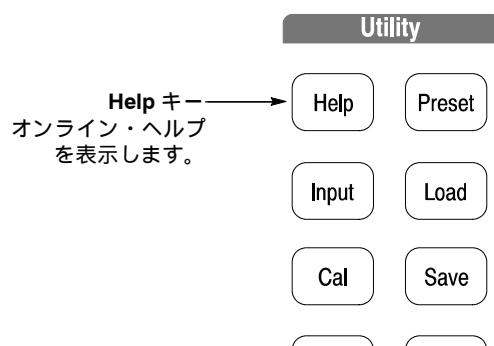 Utility
Help キー
オンライン・ヘルプ
を表示します。
Help
Preset
Input
Load
Cal
Save